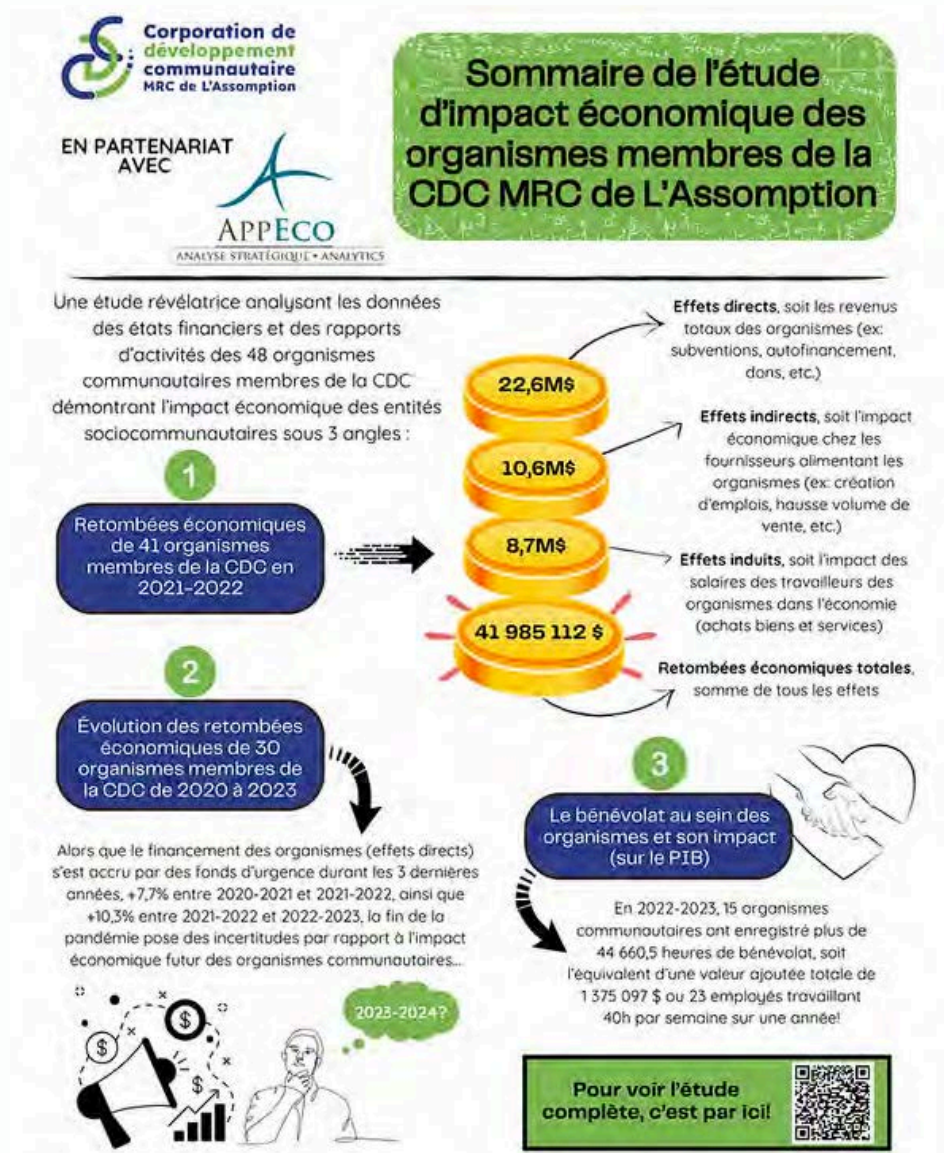 Corporation de
développement
communautaire
MRC de L'Assomption
EN PARTENARIAT
AVEC
APPECO
ANALYSE STRATÉGIQUE • ANALYTICS
Sommaire de l'étude
d'impact économique des
organismes membres de la
CDC MRC de L'Assomption
Une étude révélatrice analysant les données
des états financiers et des rapports
d'activités des 48 organismes
communautaires membres de la CDC
démontrant l'impact économique des entités
sociocommunautaires sous 3 angles :
1
Retombées économiques
de 41 organismes
membres de la CDC en
2021-2022
22,6M$
10,6M$
8,7M$
41 985 112 $
Effets directs, soit les revenus
totaux des organismes (ex:
subventions, autofinancement,
dons, etc.)
Effets indirects, soit l'impact
économique chez les
fournisseurs alimentant les
organismes (ex: création
d'emplois, hausse volume de
vente, etc.)
Effets induits, soit l'impact des
salaires des travailleurs des
organismes dans l'économie
(achats biens et services)
Retombées économiques totales,
somme de tous les effets
2
Évolution des retombées
économiques de 30
organismes membres de
la CDC de 2020 à 2023
Alors que le financement des organismes (effets directs)
s'est accru par des fonds d'urgence durant les 3 dernières
années, +7,7% entre 2020-2021 et 2021-2022, ainsi que
+10,3% entre 2021-2022 et 2022-2023, la fin de la
pandémie pose des incertitudes par rapport à l'impact
économique futur des organismes communautaires...
2023-2024?
3
Le bénévolat au sein des
organismes et son impact
(sur le PIB)
En 2022-2023, 15 organismes
communautaires ont enregistré plus de
44 660,5 heures de bénévolat, soit
l'équivalent d'une valeur ajoutée totale de
1 375 097 $ ou 23 employés travaillant
40h par semaine sur une année!
Pour voir l'étude
complète, c'est par ici!